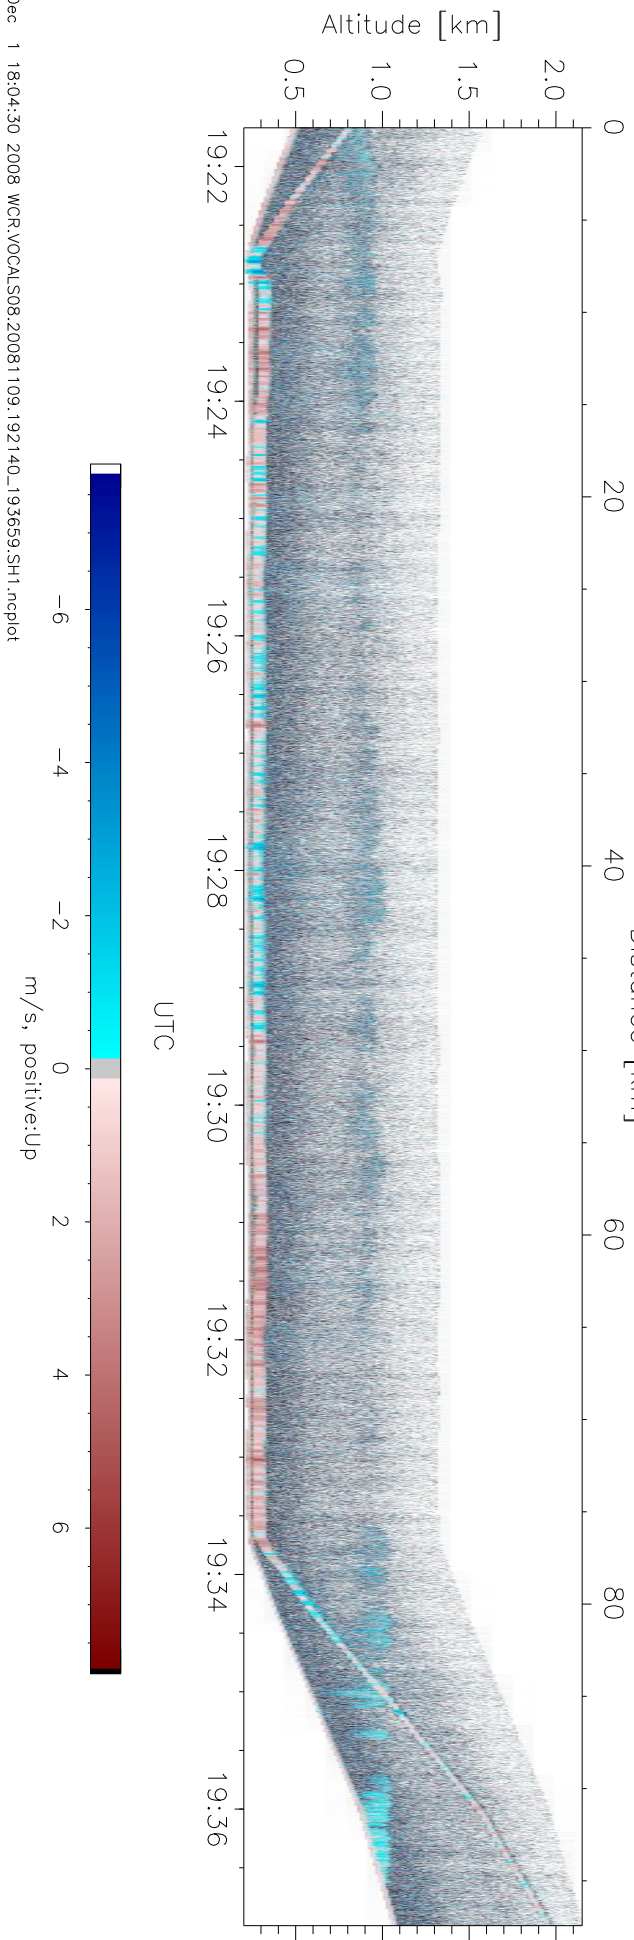 Distance [km]
0 20 40 60 80
Altitude [km]
2.0
1.5
1.0
0.5
19:22 19:24 19:26 19:28 19:30 19:32 19:34 19:36
UTC
-6 -4 -2 0 2 4 6
m/s, positive:Up
Dec 1 18:04:30 2008 WCR.VOCALS08.20081109.192140_193659.SH1.ncplot